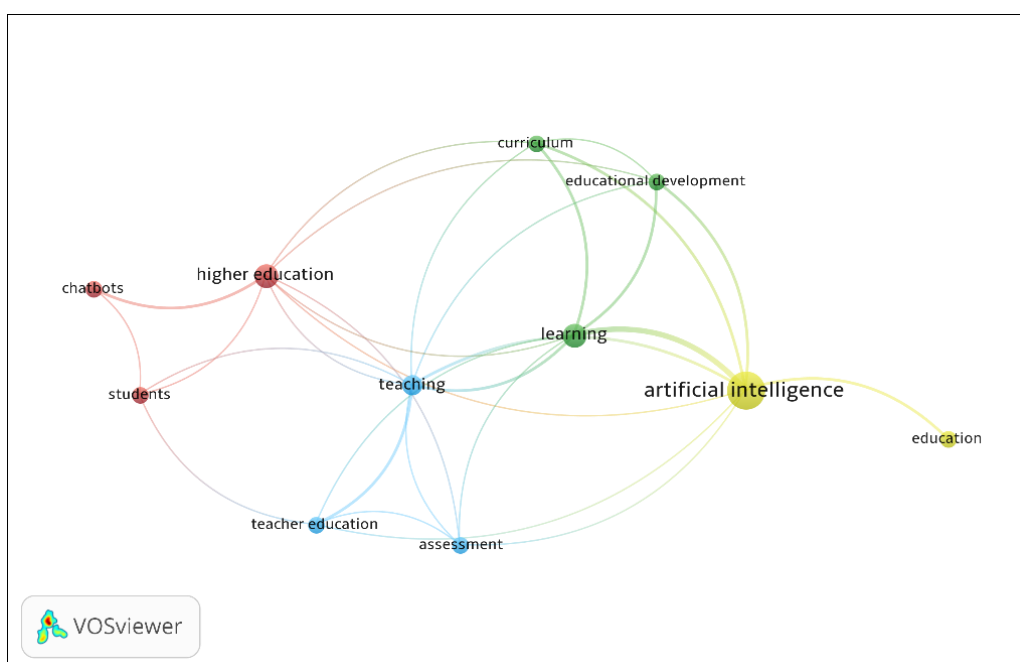 curriculum
educational development
higher education
chatbots
learning
teaching
artificial intelligence
students
education
teacher education
assessment
VOSviewer